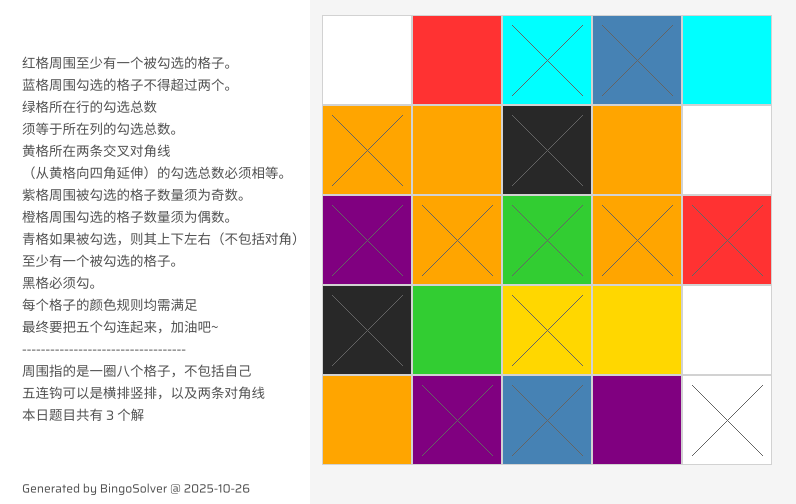 红格周围至少有一个被勾选的格子。
蓝格周围勾选的格子不得超过两个。
绿格所在行的勾选总数
须等于所在列的勾选总数。
黄格所在两条交叉对角线
（从黄格向四角延伸）的勾选总数必须相等。
紫格周围被勾选的格子数量须为奇数。
橙格周围勾选的格子数量须为偶数。
青格如果被勾选，则其上下左右（不包括对角）
至少有一个被勾选的格子。
黑格必须勾。
每个格子的颜色规则均需满足
最终要把五个勾连起来，加油吧~
-----------------------------------
周围指的是一圈八个格子，不包括自己
五连钩可以是横排竖排，以及两条对角线
本日题目共有 3 个解
Generated by BingoSolver @ 2025-10-26